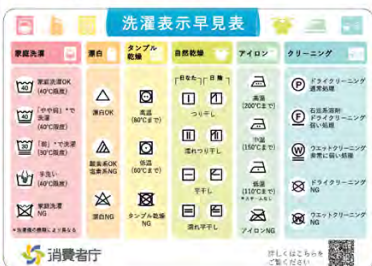 洗濯表示早見表
家庭洗濯
漂白
タンブル
乾燥
自然乾燥
アイロン
クリーニング
40
家庭洗濯OK
(40℃限度)
40
「やや弱」*で
洗濯
(40℃限度)
30
「弱」*で洗濯
(30℃限度)
手洗い
(40℃限度)
家庭洗濯
NG
漂白OK
酸素系OK
塩素系NG
漂白NG
高温
(80℃まで)
低温
(60℃まで)
タンブル乾燥
NG
日なた
日陰
つり干し
濡れつり干し
平干し
濡れ平干し
高温
(200℃まで)
中温
(150℃まで)
低温
(110℃まで)
アイロンNG
P
ドライクリーニング
通常処理
F
石油系溶剤
ドライクリーニング
弱い処理
W
ウエットクリーニング
非常に弱い処理
ドライクリーニング
NG
ウエットクリーニング
NG
消費者庁
詳しくはこちらを
ご覧ください